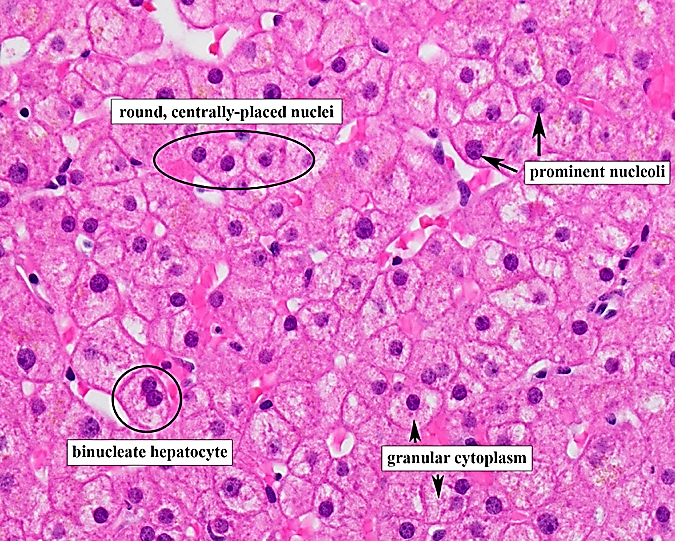 round, centrally-placed nuclei
prominent nucleoli
binucleate hepatocyte
granular cytoplasm